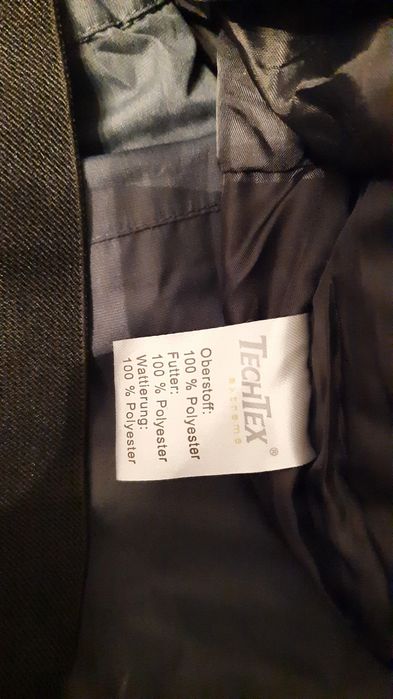 TECHTEX®
extreme
Oberstoff:
100 % Polyester
Futter:
100 % Polyester
Wattierung:
100 % Polyester